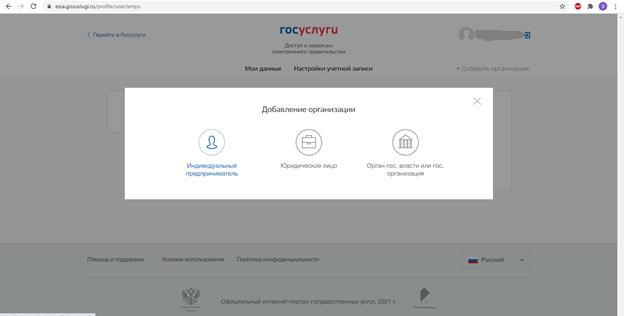 esia.gosuslugi.ru/profile/user/emps
Перейти в Госуслуги
госуслуги
Доступ к сервисам
электронного правительства
Мои данные
Настройки учетной записи
+ Добавить организацию
Добавление организации
Индивидуальный
предприниматель
Юридическое лицо
Орган гос. власти или гос.
организация
Помощь и поддержка
Условия использования
Политика конфиденциальности
Русский
Официальный интернет-портал государственных услуг, 2021 г.